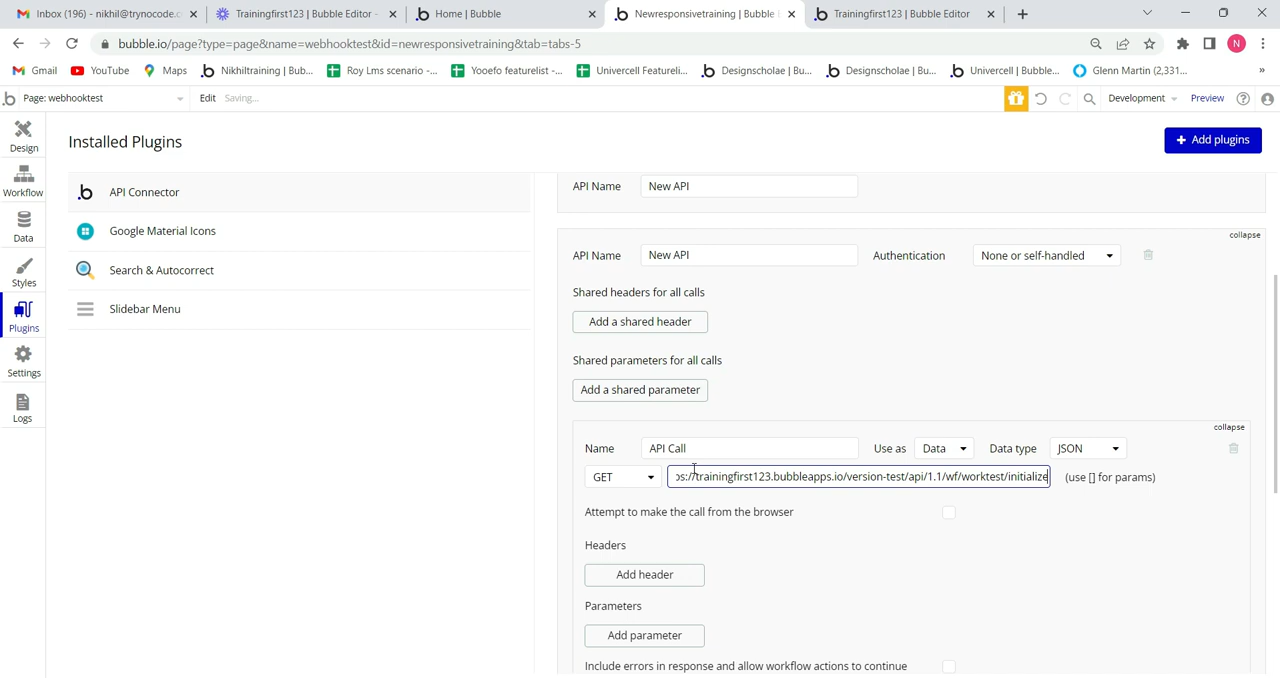 Inbox (196) - nikhil@trynocode.c
Trainingfirst123 | Bubble Editor -
Home | Bubble
Newresponsivetraining | Bubble
Trainingfirst123 | Bubble Editor
bubble.io/page?type=page&name=webhooktest&id=newresponsivetraining&tab=tabs-5
N
Gmail
YouTube
Maps
Nikhiltraining | Bub...
Roy Lms scenario -...
Yooefo featurelist -...
Univercell Featureli...
Designscholae | Bu...
Designscholae | Bu...
Univercell | Bubble...
Glenn Martin (2,331...
»
Page: webhooktest
Edit
Saving...
Development
Preview
Design
Workflow
Data
Styles
Plugins
Settings
Logs
Installed Plugins
+ Add plugins
API Connector
Google Material Icons
Search & Autocorrect
Slidebar Menu
API Name
New API
collapse
API Name
New API
Authentication
None or self-handled
Shared headers for all calls
Add a shared header
Shared parameters for all calls
Add a shared parameter
collapse
Name
API Call
Use as
Data
Data type
JSON
GET
ps://trainingfirst123.bubbleapps.io/version-test/api/1.1/wf/worktest/initialize
(use [] for params)
Attempt to make the call from the browser
Headers
Add header
Parameters
Add parameter
Include errors in response and allow workflow actions to continue